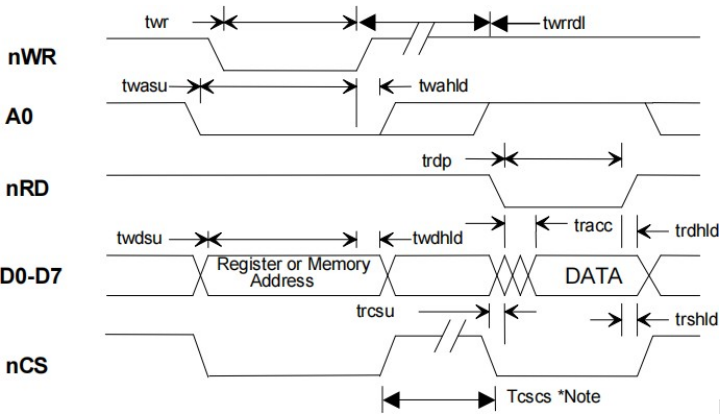 twr
twrrdl
nWR
twasu
twahld
A0
trdp
nRD
tracc
trdhld
twdsu
twdhld
D0-D7
Register or Memory
Address
DATA
trcsu
trshld
nCS
Tcscs *Note